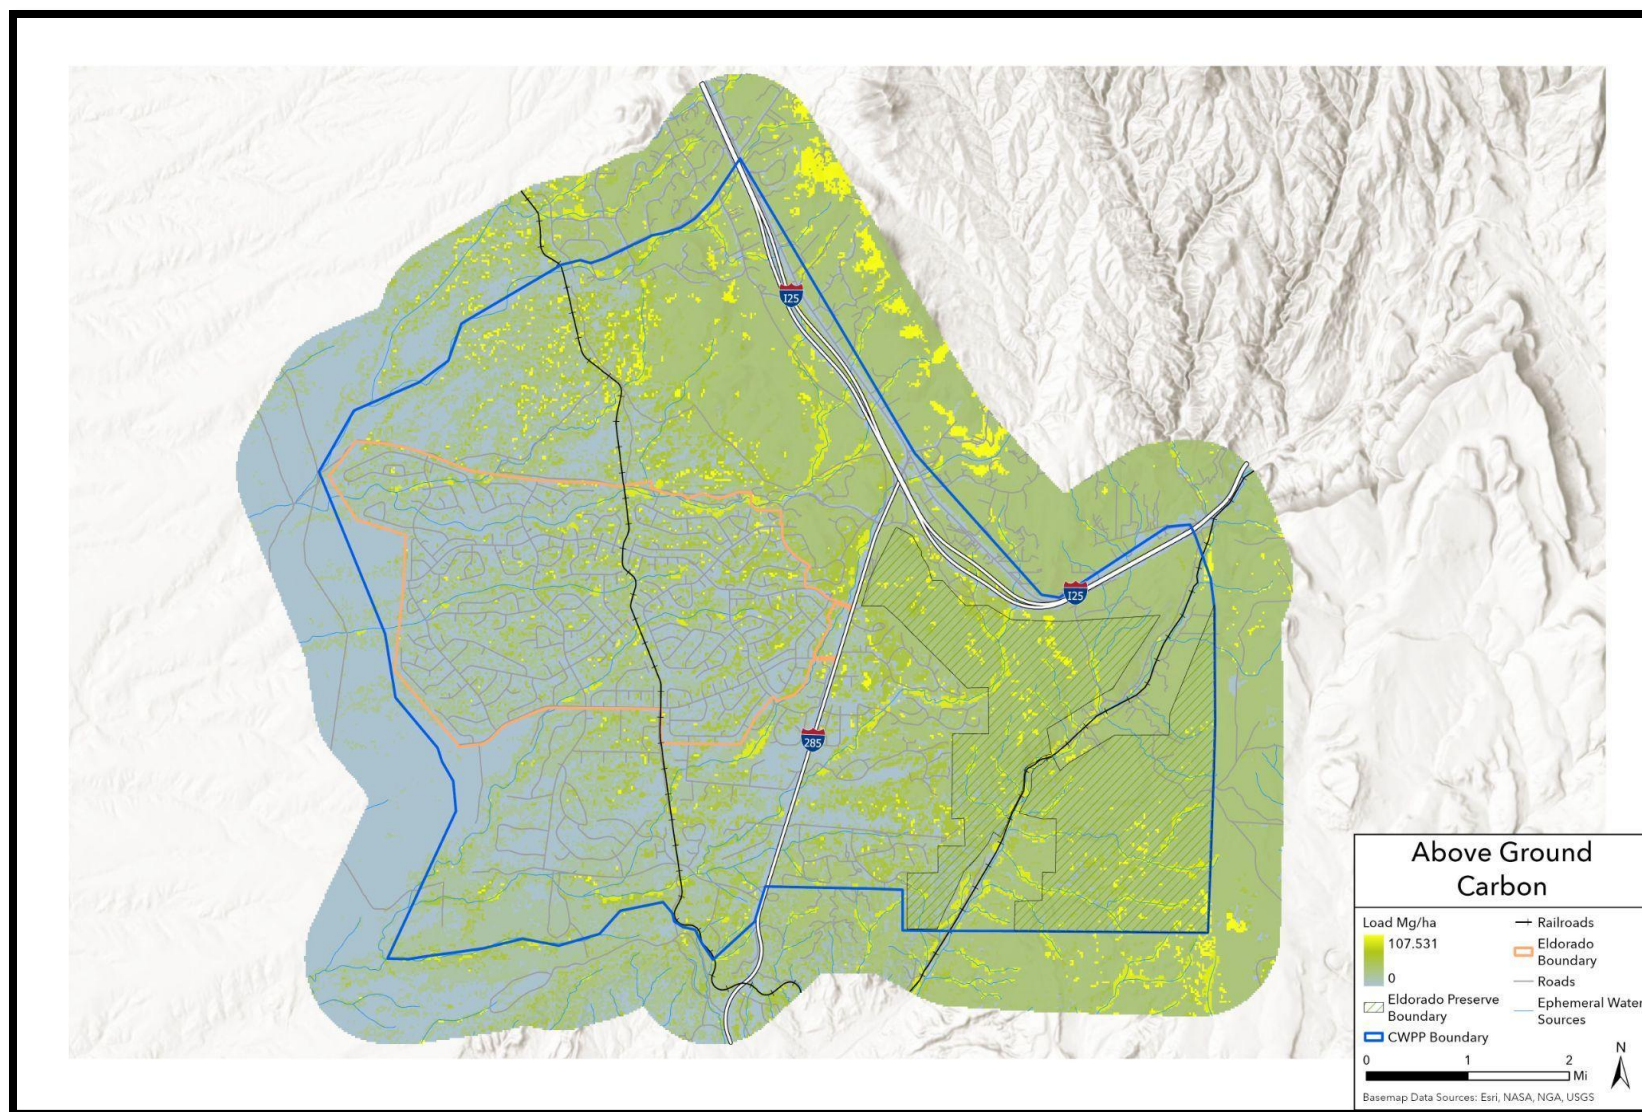 I25
I25
285
Above Ground
Carbon
Load Mg/ha
107.531
0
Eldorado Preserve
Boundary
CWPP Boundary
Railroads
Eldorado
Boundary
Roads
Ephemeral Water
Sources
0 1 2
Mi
N
Basemap Data Sources: Esri, NASA, NGA, USGS